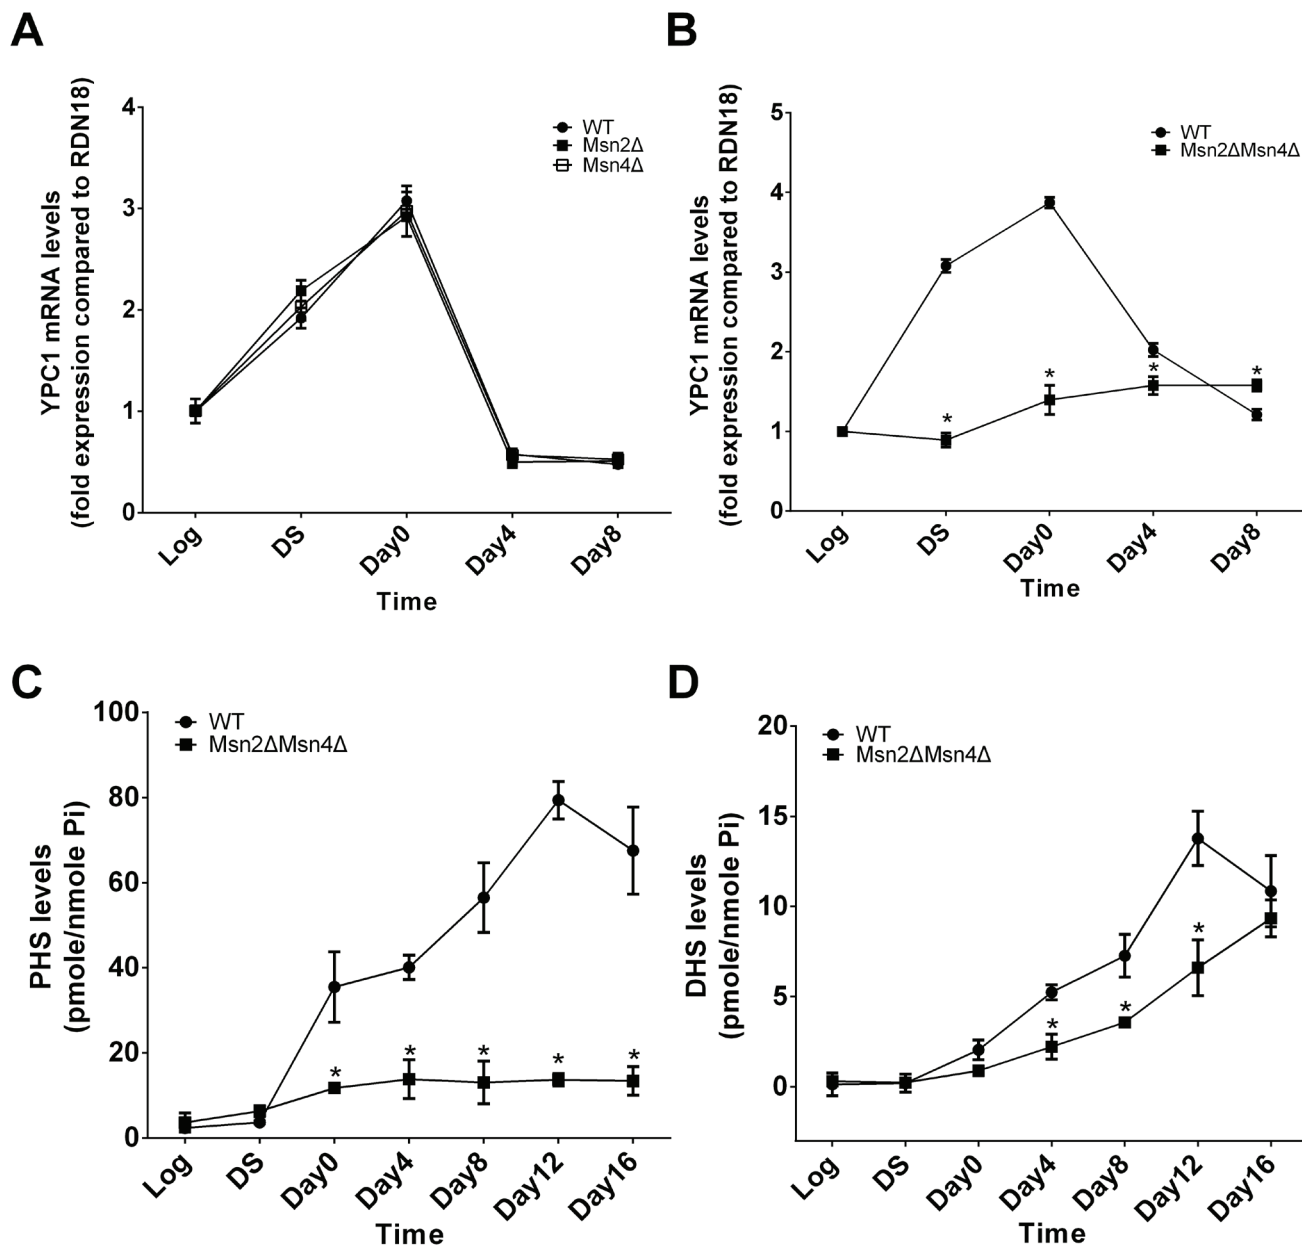 A
YPC1 mRNA levels
(fold expression compared to RDN18)
4
3
2
1
0
WT
Msn2Δ
Msn4Δ
Log
DS
Day0
Day4
Day8
Time
B
YPC1 mRNA levels
(fold expression compared to RDN18)
5
4
3
2
1
0
WT
Msn2ΔMsn4Δ
*
*
*
*
Log
DS
Day0
Day4
Day8
Time
C
PHS levels
(pmole/nmole Pi)
100
80
60
40
20
0
WT
Msn2ΔMsn4Δ
*
*
*
*
*
Log
DS
Day0
Day4
Day8
Day12
Day16
Time
D
DHS levels
(pmole/nmole Pi)
20
15
10
5
0
WT
Msn2ΔMsn4Δ
*
*
*
Log
DS
Day0
Day4
Day8
Day12
Day16
Time